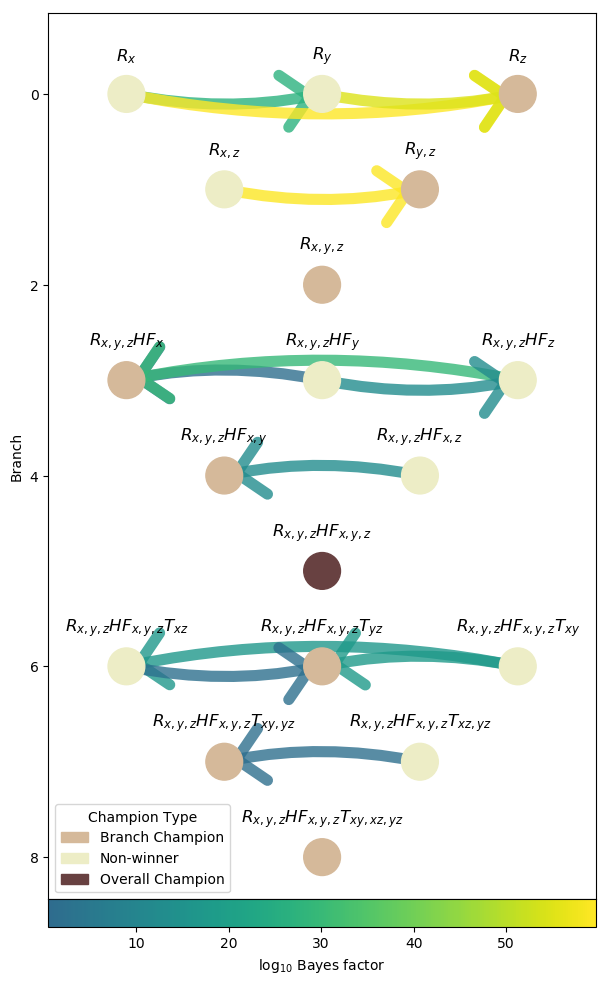 R_x R_y R_z
0
R_{x,z} R_{y,z}
R_{x,y,z}
2
R_{x,y,z}HF_x R_{x,y,z}HF_y R_{x,y,z}HF_z
R_{x,y,z}HF_{x,y} R_{x,y,z}HF_{x,z}
Branch
4
R_{x,y,z}HF_{x,y,z}
R_{x,y,z}HF_{x,y,z}T_{xz} R_{x,y,z}HF_{x,y,z}T_{yz} R_{x,y,z}HF_{x,y,z}T_{xy}
6
R_{x,y,z}HF_{x,y,z}T_{xy,yz} R_{x,y,z}HF_{x,y,z}T_{xz,yz}
R_{x,y,z}HF_{x,y,z}T_{xy,xz,yz}
Champion Type
Branch Champion
Non-winner
Overall Champion
8
10 20 30 40 50
log_{10} Bayes factor